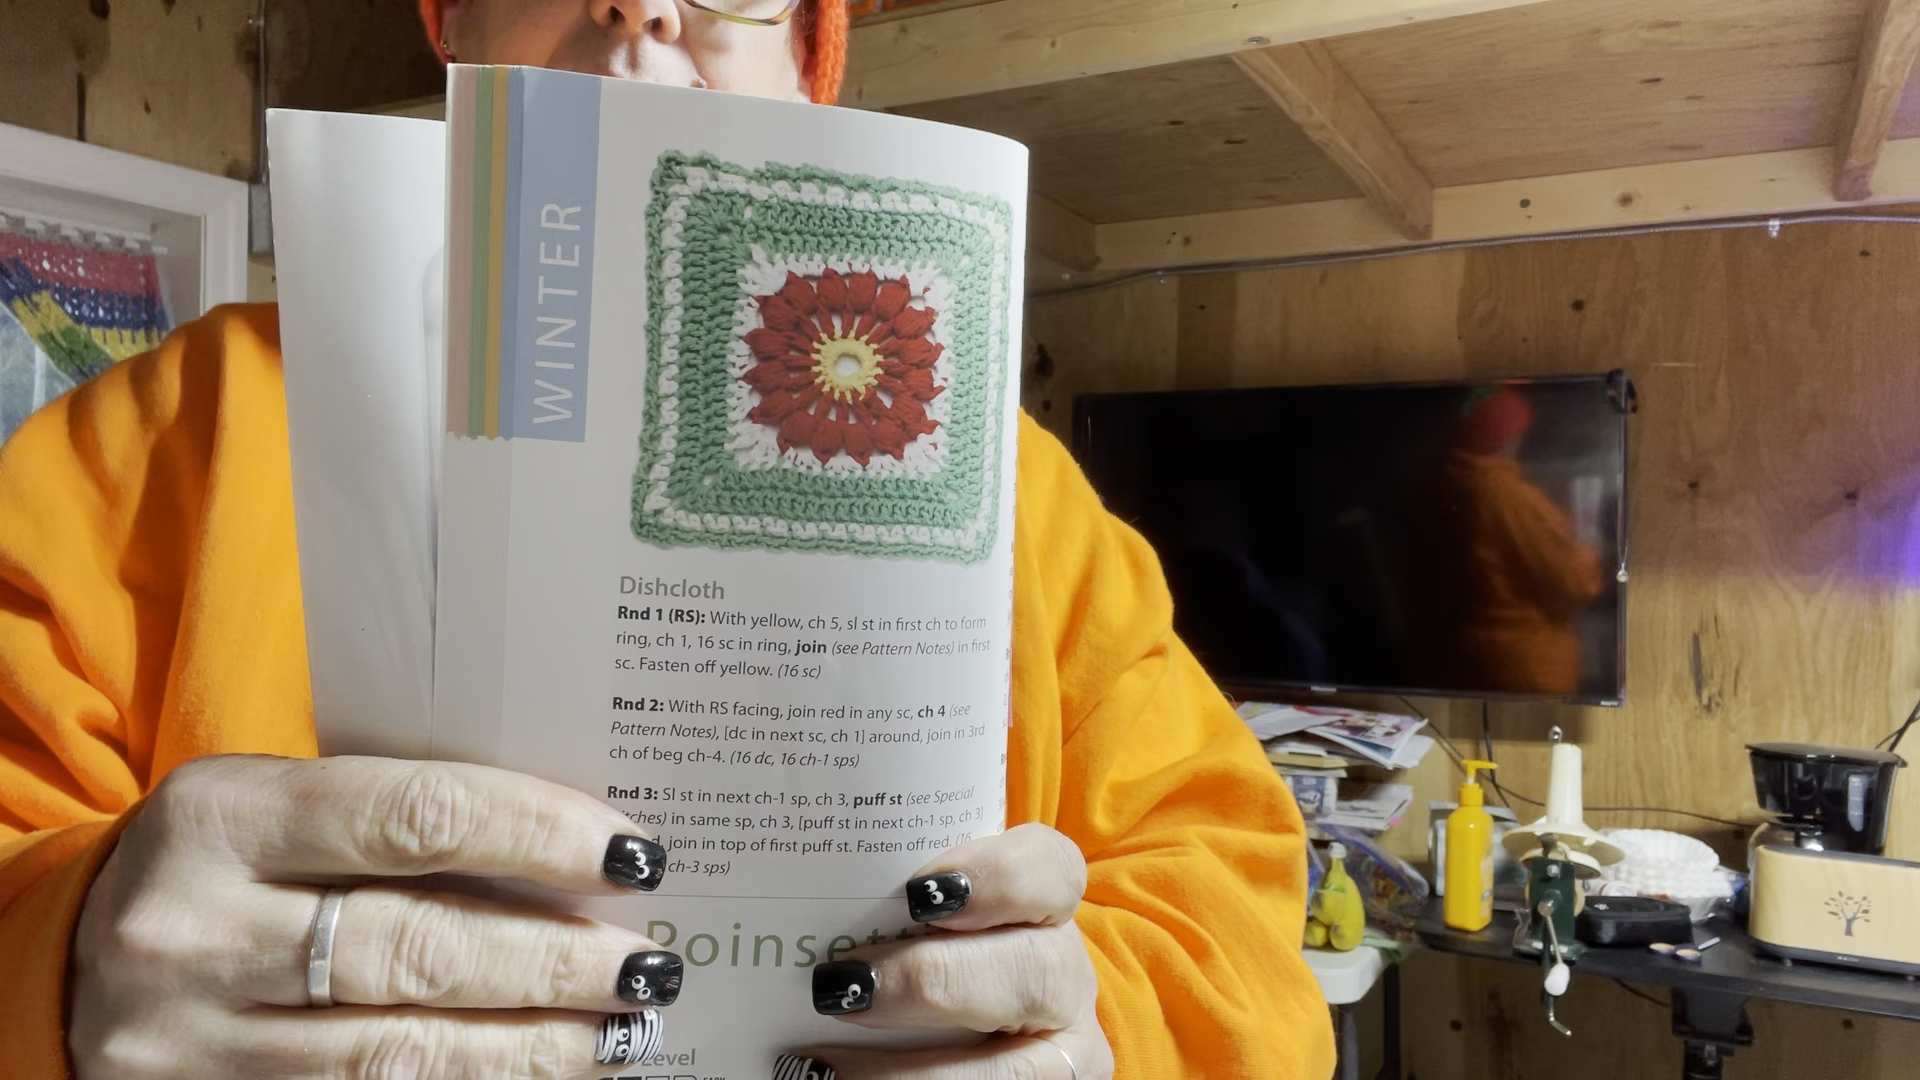 WINTER
Dishcloth
Rnd 1 (RS): With yellow, ch 5, sl st in first ch to form
ring, ch 1, 16 sc in ring, join (see Pattern Notes) in first
sc. Fasten off yellow. (16 sc)
Rnd 2: With RS facing, join red in any sc, ch 4 (see
Pattern Notes), [dc in next sc, ch 1] around, join in 3rd
ch of beg ch-4. (16 dc, 16 ch-1 sps)
Rnd 3: Sl st in next ch-1 sp, ch 3, puff st (see Special
itches) in same sp, ch 3, [puff st in next ch-1 sp, ch 3]
d, join in top of first puff st. Fasten off red. (16
ch-3 sps)
Poinsetti
Level
EASY